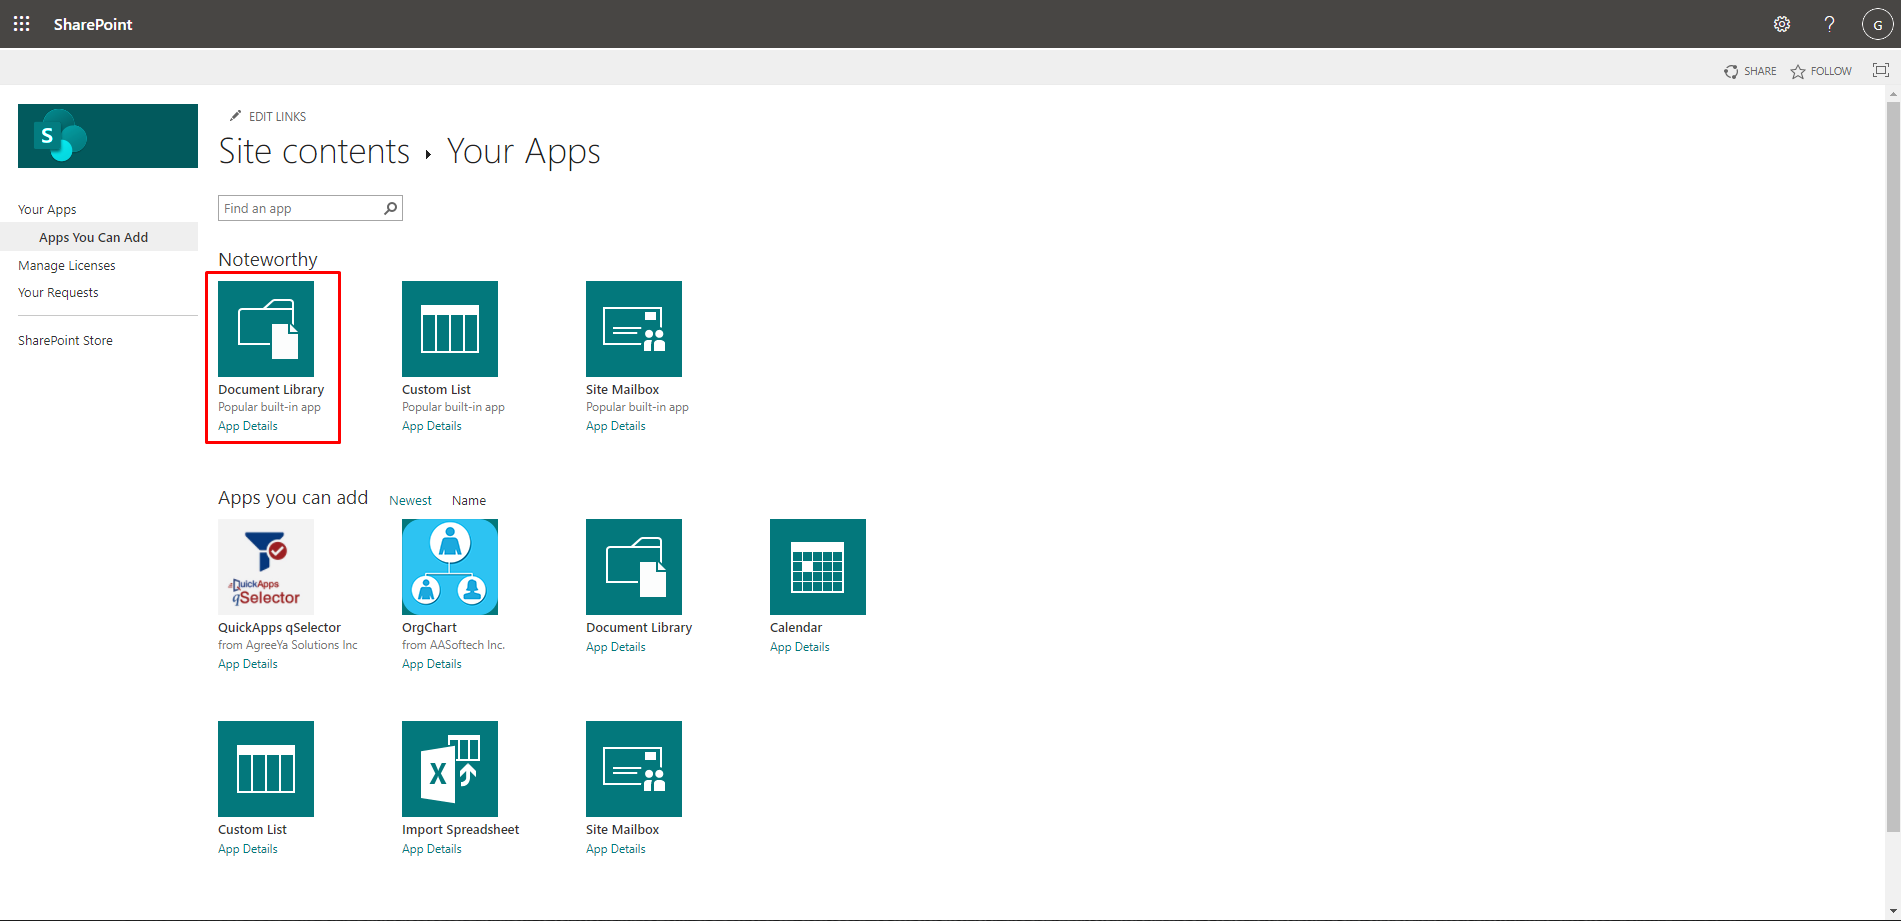 SharePoint
?
G
SHARE
FOLLOW
S
EDIT LINKS
Site contents ▸ Your Apps
Find an app
Your Apps
Apps You Can Add
Manage Licenses
Your Requests
SharePoint Store
Noteworthy
Document Library
Popular built-in app
App Details
Custom List
Popular built-in app
App Details
Site Mailbox
Popular built-in app
App Details
Apps you can add
Newest
Name
QuickApps
qSelector
QuickApps qSelector
from AgreeYa Solutions Inc
App Details
OrgChart
from AASoftech Inc.
App Details
Document Library
App Details
Calendar
App Details
Custom List
App Details
X
Import Spreadsheet
App Details
Site Mailbox
App Details